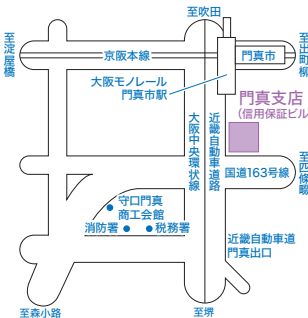 至吹田
至淀屋橋
京阪本線
門真市
至出町柳
大阪モノレール
門真市駅
門真支店
(信用保証ビル)
大阪中央環状線
近畿自動車道路
至四條畷
国道163号線
守口門真
商工会館
消防署
税務署
近畿自動車道
門真出口
至森小路
至堺